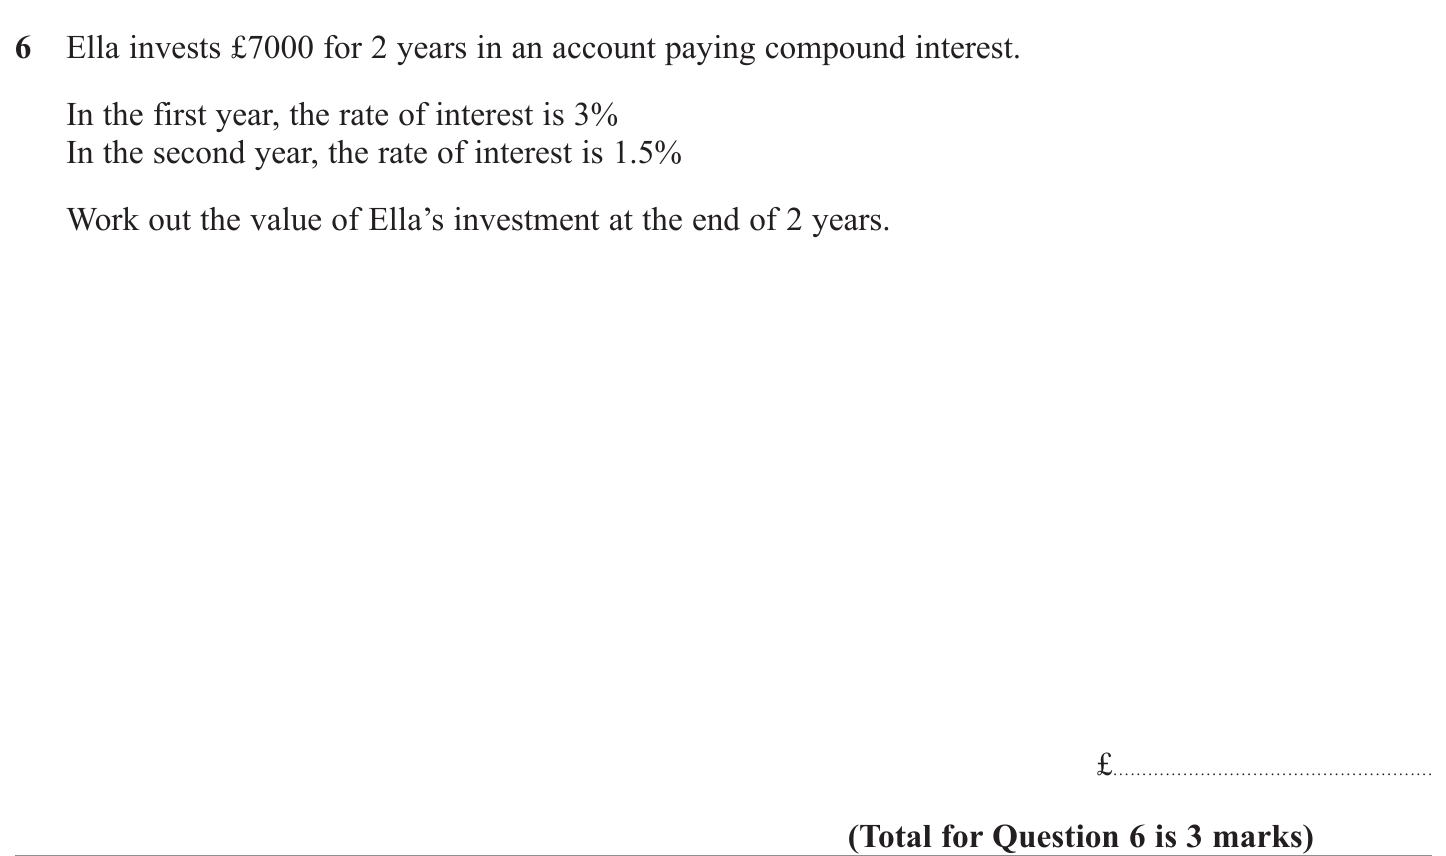 6 Ella invests £7000 for 2 years in an account paying compound interest.
In the first year, the rate of interest is 3%
In the second year, the rate of interest is 1.5%
Work out the value of Ella’s investment at the end of 2 years.
£......................................................
(Total for Question 6 is 3 marks)